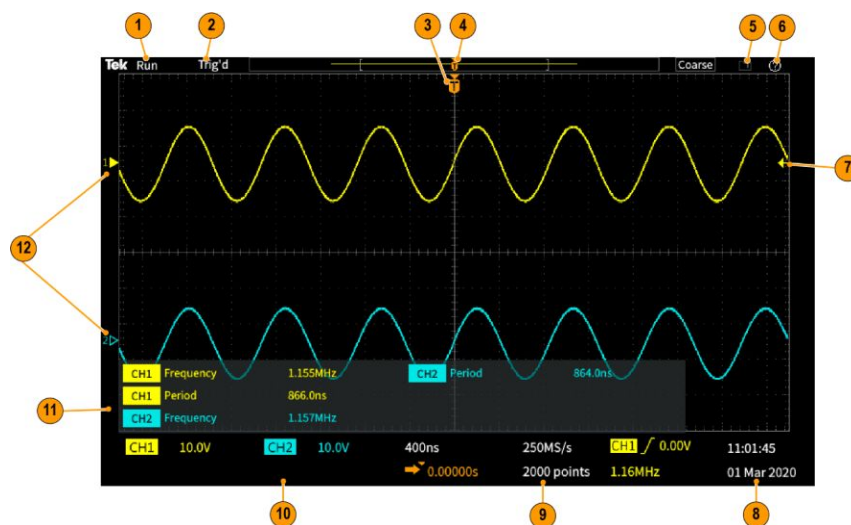 1 2 3 4 5 6
Tek Run Trig'd T Coarse ?
T
1 7
12
2
CH1 Frequency 1.155MHz CH2 Period 864.0ns
CH1 Period 866.0ns
11 CH2 Frequency 1.157MHz
CH1 10.0V CH2 10.0V 400ns 250MS/s CH1 0.00V 11:01:45
0.00000s 2000 points 1.16MHz 01 Mar 2020
10 9 8